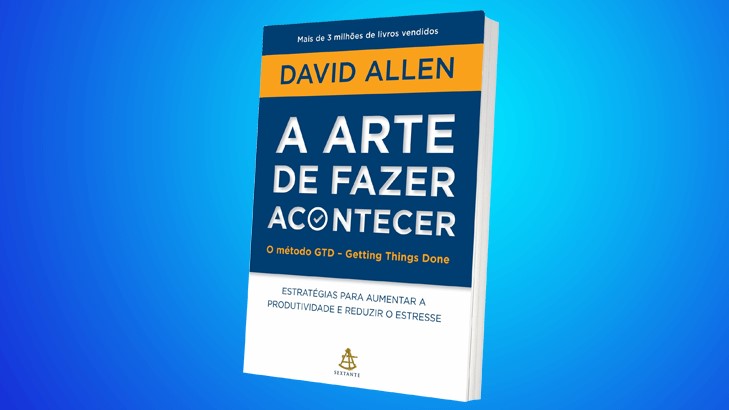 Mais de 3 milhões de livros vendidos
DAVID ALLEN
A ARTE
DE FAZER
ACONTECER
O método GTD – Getting Things Done
ESTRATÉGIAS PARA AUMENTAR A
PRODUTIVIDADE E REDUZIR O ESTRESSE
SEXTANTE